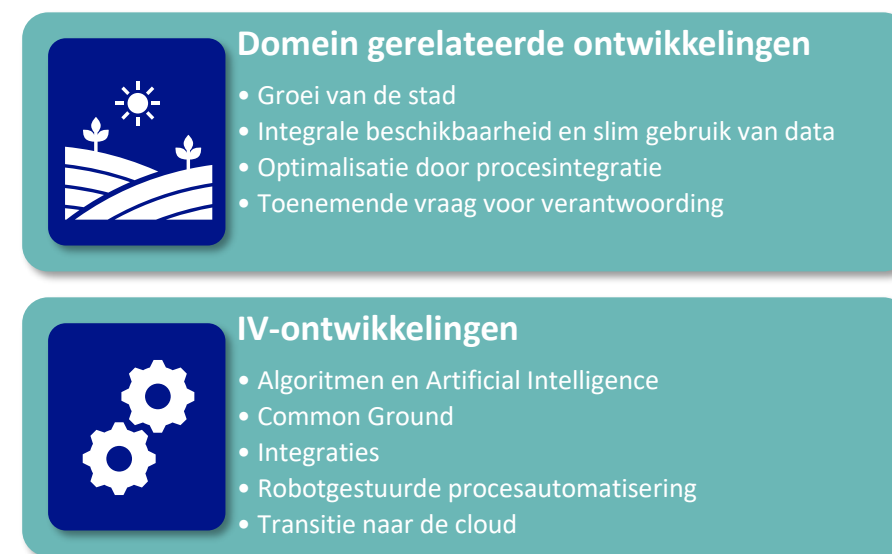 Domein gerelateerde ontwikkelingen
• Groei van de stad
• Integrale beschikbaarheid en slim gebruik van data
• Optimalisatie door procesintegratie
• Toenemende vraag voor verantwoording
IV-ontwikkelingen
• Algoritmen en Artificial Intelligence
• Common Ground
• Integraties
• Robotgestuurde procesautomatisering
• Transitie naar de cloud